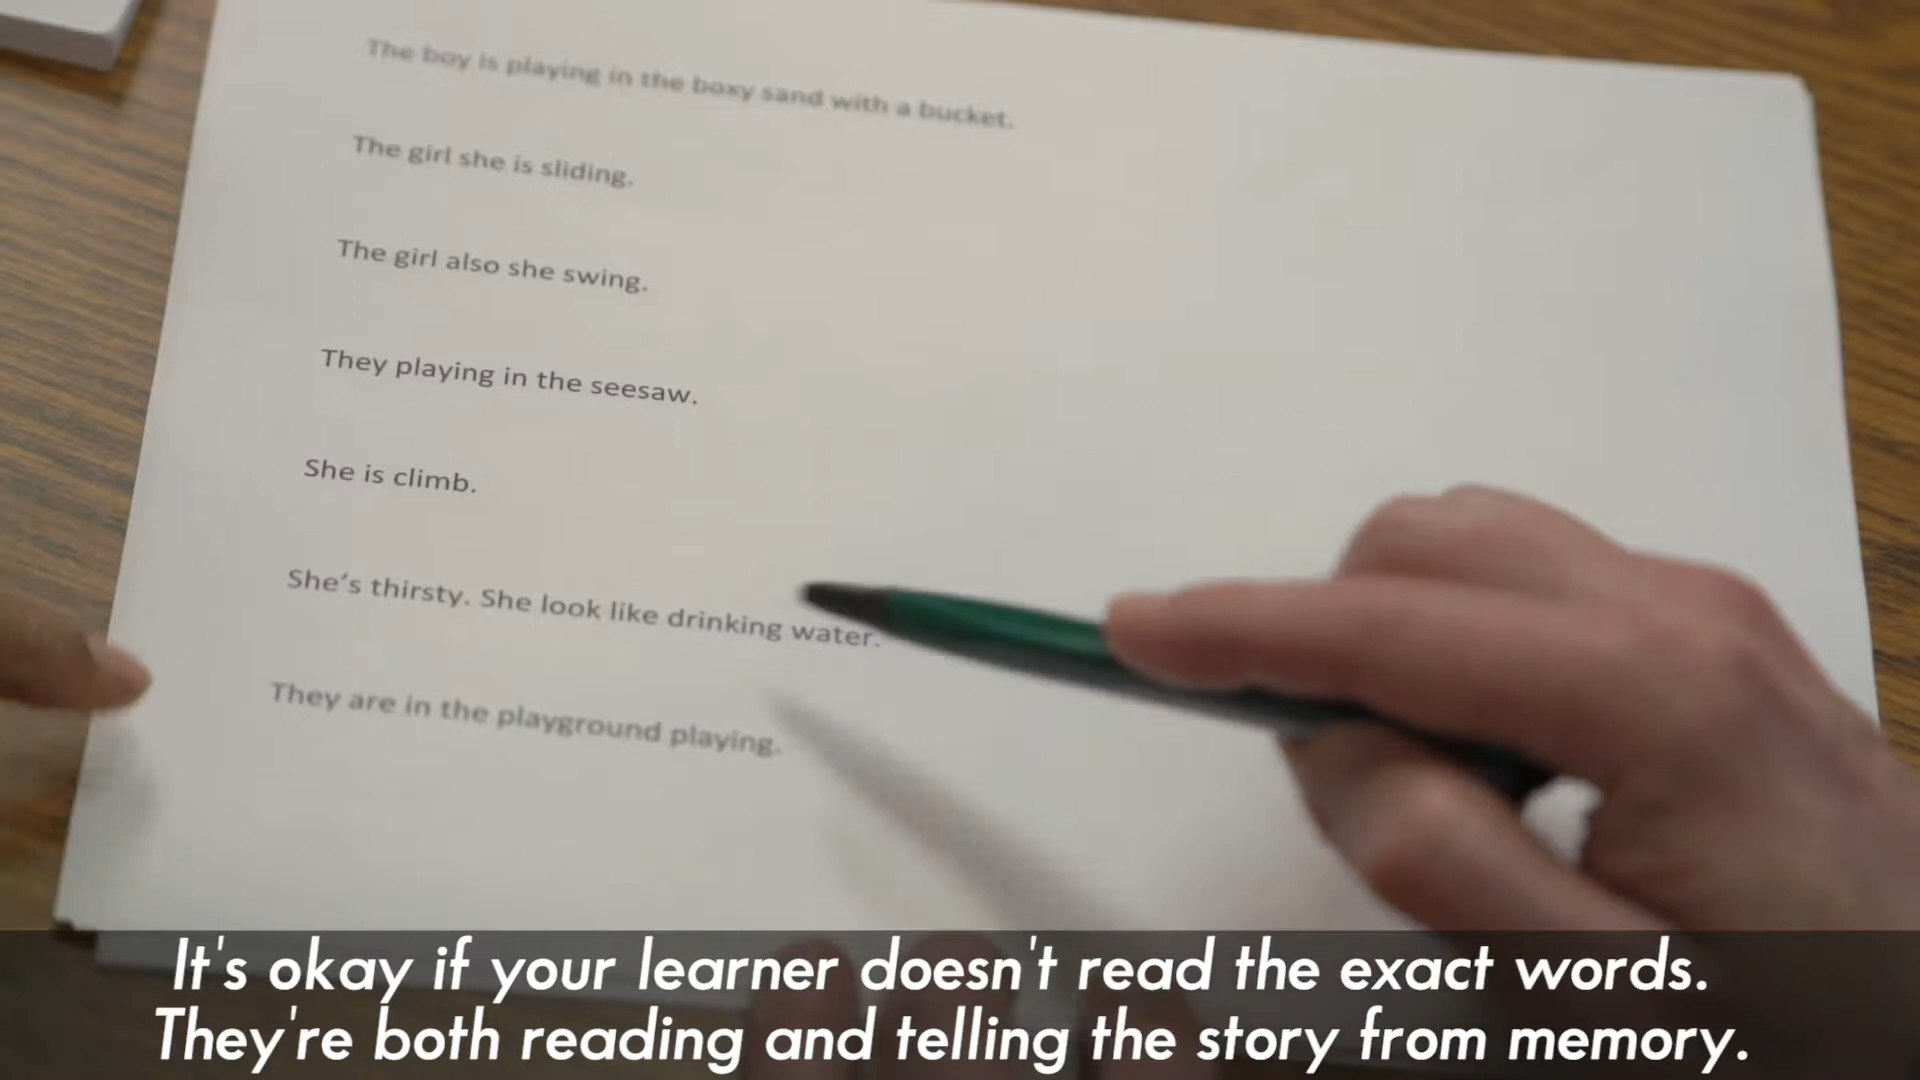 The boy is playing in the boxy sand with a bucket.
The girl she is sliding.
The girl also she swing.
They playing in the seesaw.
She is climb.
She's thirsty. She look like drinking water.
They are in the playground playing.
It's okay if your learner doesn't read the exact words.
They're both reading and telling the story from memory.